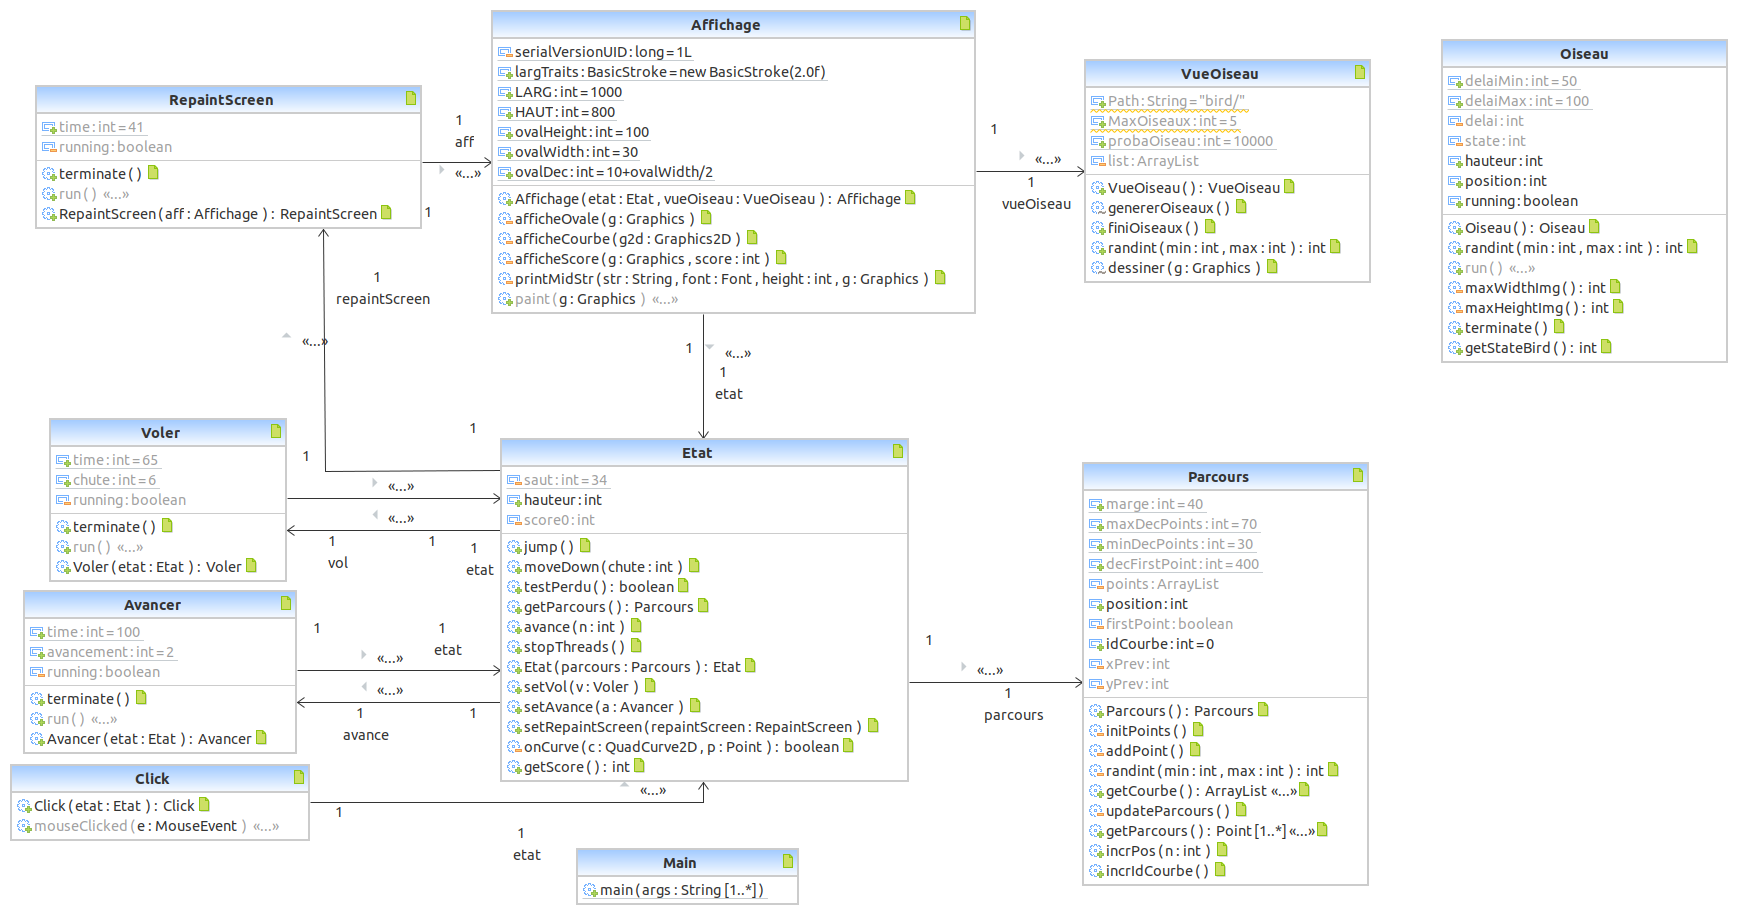 Affichage
serialVersionUID:long=1L
largTraits:BasicStroke=new BasicStroke(2.0f)
LARG:int=1000
HAUT:int=800
ovalHeight:int=100
ovalWidth:int=30
ovalDec:int=10+ovalWidth/2
Affichage(etat:Etat, vueOiseau:VueOiseau): Affichage
afficheOvale(g:Graphics)
afficheCourbe(g2d:Graphics2D)
afficheScore(g:Graphics, score:int)
printMidStr(str:String, font:Font, height:int, g:Graphics)
paint(g:Graphics) «...»
RepaintScreen
time:int=41
running:boolean
terminate()
run() «...»
RepaintScreen(aff:Affichage): RepaintScreen
1
aff
«...»
1
VueOiseau
Path:String="bird/"
MaxOiseaux:int=5
probaOiseau:int=10000
list:ArrayList
VueOiseau(): VueOiseau
genererOiseaux()
finiOiseaux()
randint(min:int, max:int): int
dessiner(g:Graphics)
1
«...»
1
vueOiseau
Oiseau
delaiMin:int=50
delaiMax:int=100
delai:int
state:int
hauteur:int
position:int
running:boolean
Oiseau(): Oiseau
randint(min:int, max:int): int
run() «...»
maxWidthImg(): int
maxHeightImg(): int
terminate()
getStateBird(): int
1
repaintScreen
«...»
1
1
«...»
1
etat
Voler
time:int=65
chute:int=6
running:boolean
terminate()
run() «...»
Voler(etat:Etat): Voler
1
1
«...»
«...»
1
vol
1
1
etat
Etat
saut:int=34
hauteur:int
score0:int
jump()
moveDown(chute:int)
testPerdu(): boolean
getParcours(): Parcours
avance(n:int)
stopThreads()
Etat(parcours:Parcours): Etat
setVol(v:Voler)
setAvance(a:Avancer)
setRepaintScreen(repaintScreen:RepaintScreen)
onCurve(c:QuadCurve2D, p:Point): boolean
getScore(): int
Parcours
marge:int=40
maxDecPoints:int=70
minDecPoints:int=30
decFirstPoint:int=400
points:ArrayList
position:int
firstPoint:boolean
idCourbe:int=0
xPrev:int
yPrev:int
Parcours(): Parcours
initPoints()
addPoint()
randint(min:int, max:int): int
getCourbe(): ArrayList «...»
updateParcours()
getParcours(): Point[1..*] «...»
incrPos(n:int)
incrIdCourbe()
1
«...»
1
parcours
Avancer
time:int=100
avancement:int=2
running:boolean
terminate()
run() «...»
Avancer(etat:Etat): Avancer
1
1
etat
«...»
«...»
1
avance
1
Click
Click(etat:Etat): Click
mouseClicked(e:MouseEvent) «...»
«...»
1
1
etat
Main
main(args:String[1..*])